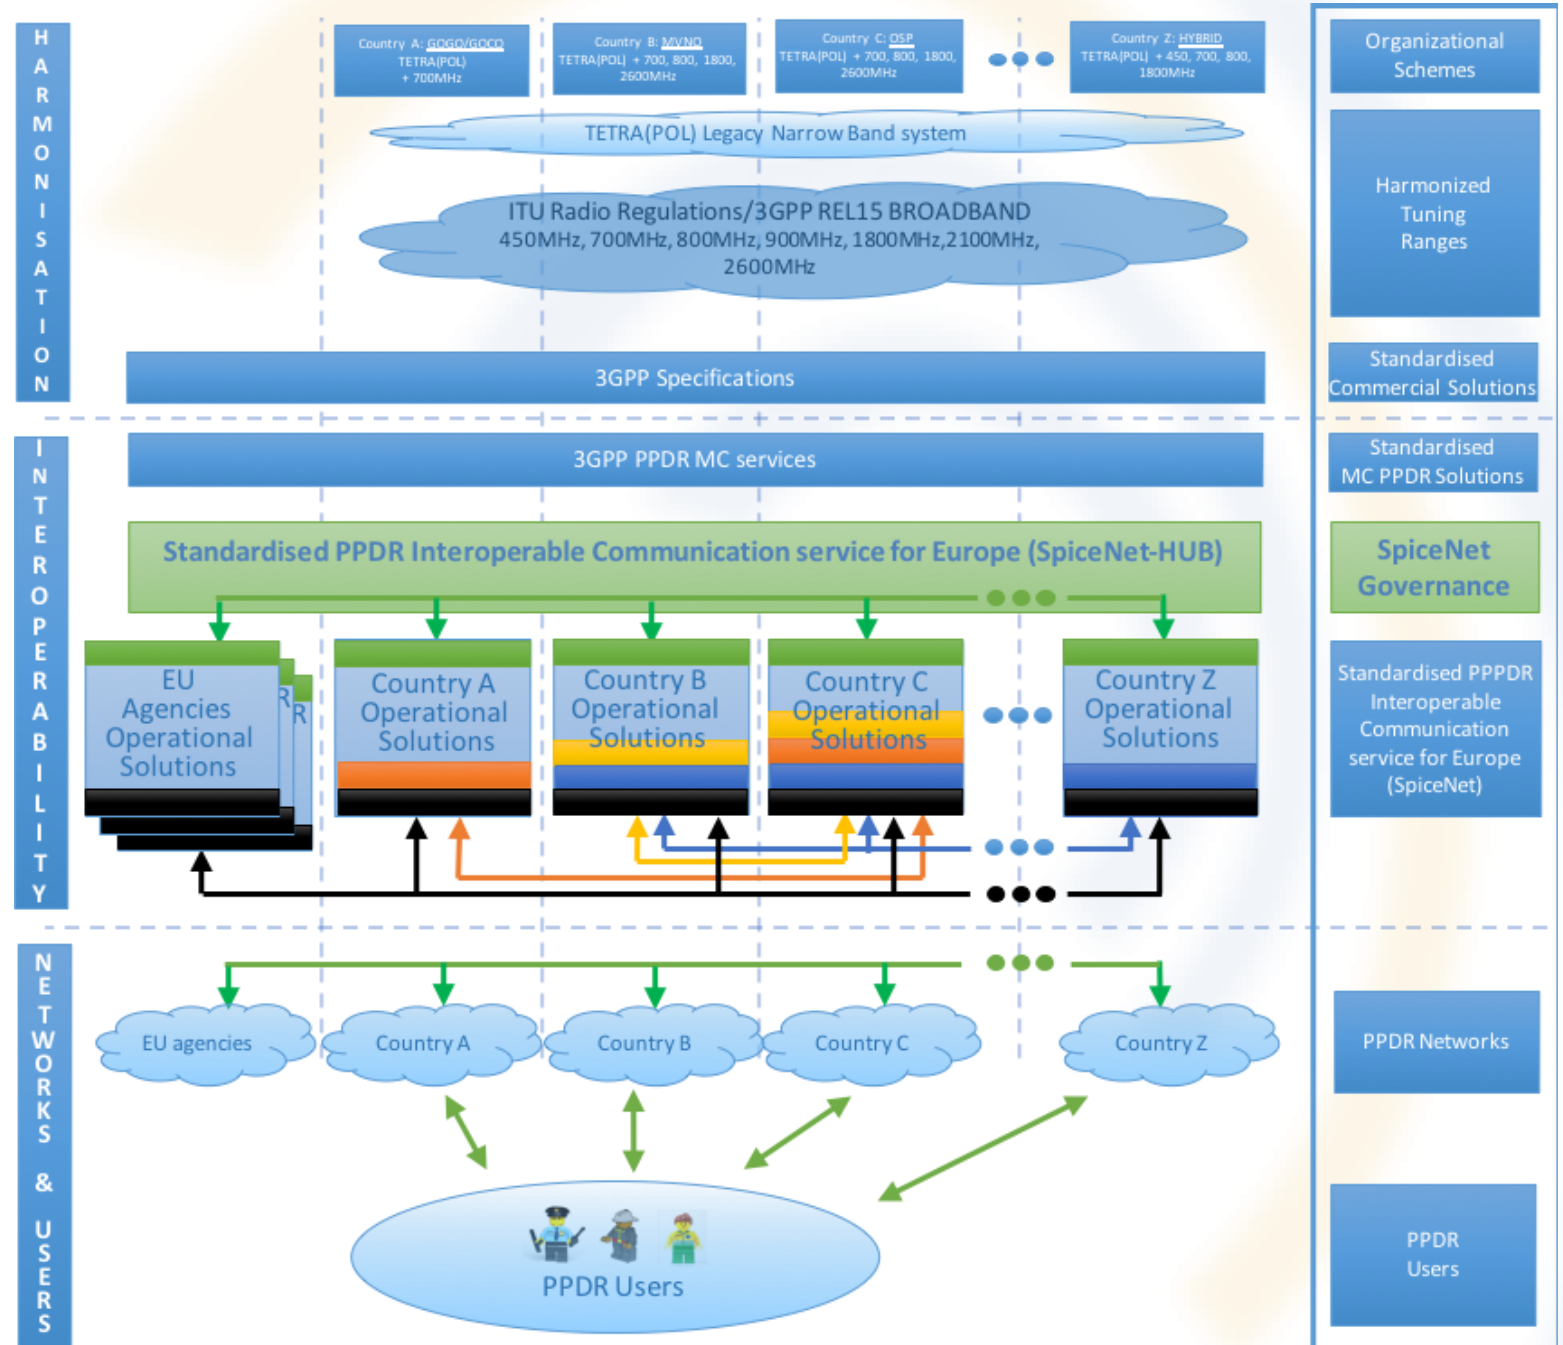 HARMONISATION
Country A: GOGO/GOCO
TETRA(POL)
+ 700MHz
Country B: MVNO
TETRA(POL) + 700, 800, 1800,
2600MHz
Country C: OSP
TETRA(POL) + 700, 800, 1800,
2600MHz
Country Z: HYBRID
TETRA(POL) + 450, 700, 800,
1800MHz
Organizational
Schemes
TETRA(POL) Legacy Narrow Band system
ITU Radio Regulations/3GPP REL15 BROADBAND
450MHz, 700MHz, 800MHz, 900MHz, 1800MHz,2100MHz,
2600MHz
Harmonized
Tuning
Ranges
3GPP Specifications
Standardised
Commercial Solutions
INTEROPERABILITY
3GPP PPDR MC services
Standardised
MC PPDR Solutions
Standardised PPDR Interoperable Communication service for Europe (SpiceNet-HUB)
SpiceNet
Governance
EU
Agencies
Operational
Solutions
R
R
Country A
Operational
Solutions
Country B
Operational
Solutions
Country C
Operational
Solutions
Country Z
Operational
Solutions
Standardised PPPDR
Interoperable
Communication
service for Europe
(SpiceNet)
NETWORKS & USERS
EU agencies
Country A
Country B
Country C
Country Z
PPDR Networks
PPDR Users
PPDR
Users